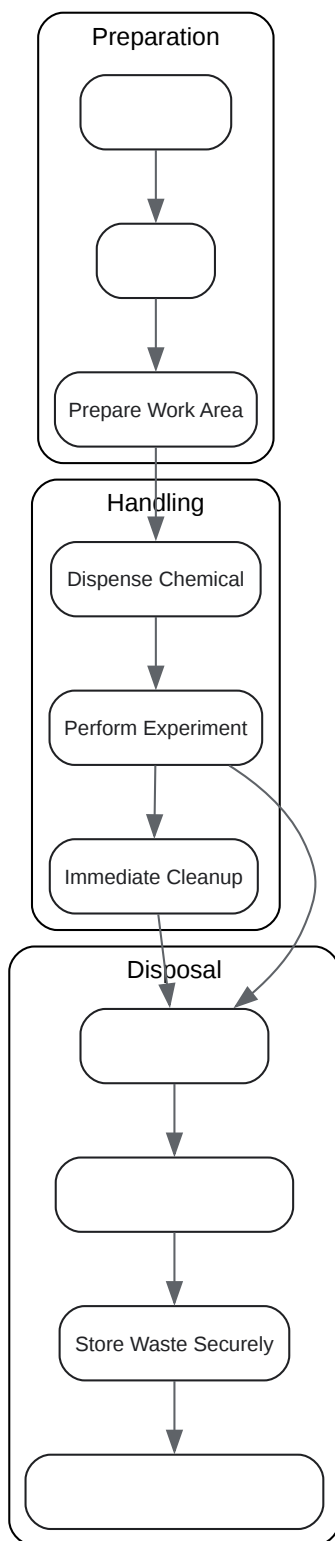 Preparation
Prepare Work Area
Handling
Dispense Chemical
Perform Experiment
Immediate Cleanup
Disposal
Store Waste Securely